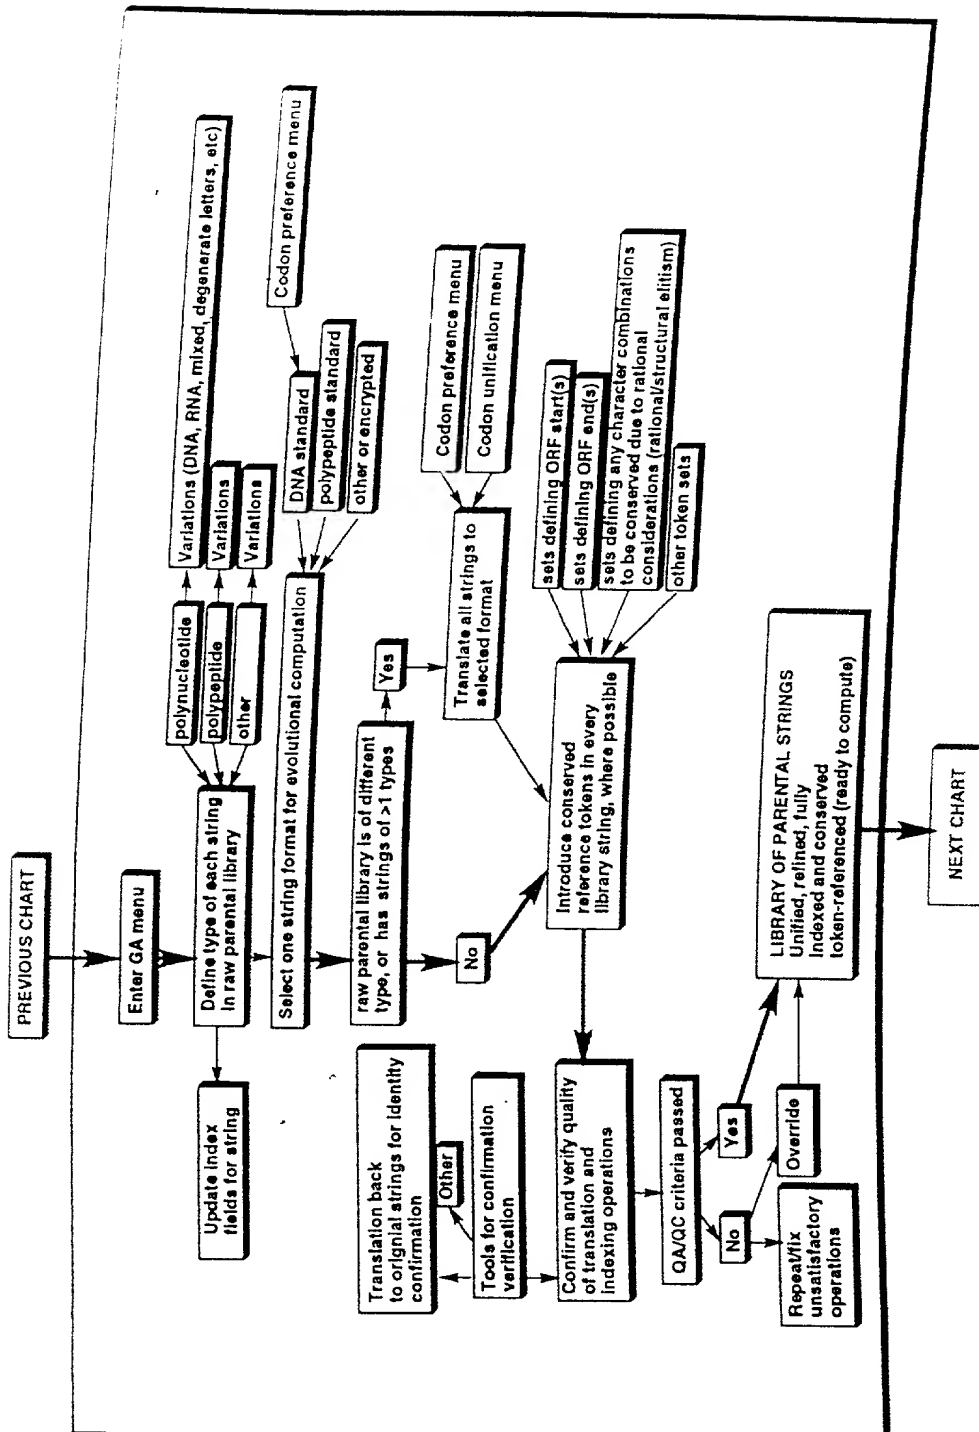 PREVIOUS CHART
Enter GA menu
Update index
fields for string
Define type of each string
in raw parental library
polynucleotide
polypeptide
other
Variations (DNA, RNA, mixed, degenerate letters, etc)
Variations
Variations
Select one string format for evolutional computation
DNA standard
polypeptide standard
other or encrypted
Codon preference menu
raw parental library is of different
type, or has strings of >1 types
Yes
No
Translate all strings to
selected format
Codon preference menu
Codon unification menu
Introduce conserved
reference tokens in every
library string, where possible
sets defining ORF start(s)
sets defining ORF end(s)
sets defining any character combinations
to be conserved due to rational
considerations (rational/structural elitism)
other token sets
Translation back
to orignial strings for identity
confirmation
Other
Tools for confirmation
verification
Confirm and verify quality
of translation and
indexing operations
QA/QC criteria passed
No
Yes
Override
Repeat/fix
unsatisfactory
operations
LIBRARY OF PARENTAL STRINGS
Unified, refined, fully
Indexed and conserved
token-referenced (ready to compute)
NEXT CHART